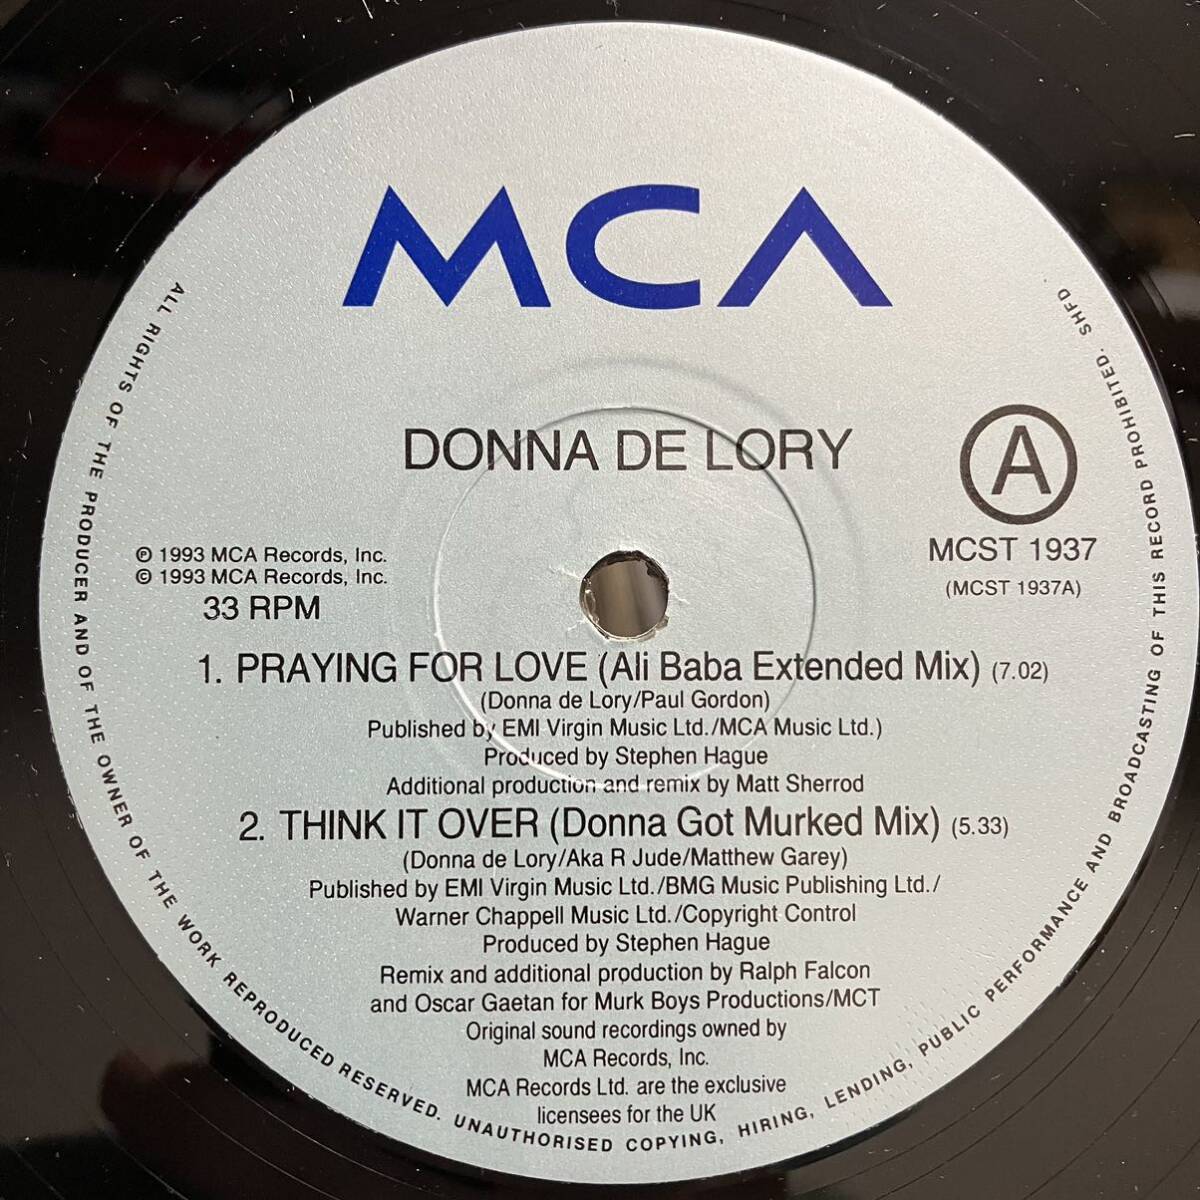 MCA
DONNA DE LORY
A
MCST 1937
(MCST 1937A)
℗ 1993 MCA Records, Inc.
© 1993 MCA Records, Inc.
33 RPM
1. PRAYING FOR LOVE (Ali Baba Extended Mix) (7.02)
(Donna de Lory/Paul Gordon)
Published by EMI Virgin Music Ltd./MCA Music Ltd.)
Produced by Stephen Hague
Additional production and remix by Matt Sherrod
2. THINK IT OVER (Donna Got Murked Mix) (5.33)
(Donna de Lory/Aka R Jude/Matthew Garey)
Published by EMI Virgin Music Ltd./BMG Music Publishing Ltd./
Warner Chappell Music Ltd./Copyright Control
Produced by Stephen Hague
Remix and additional production by Ralph Falcon
and Oscar Gaetan for Murk Boys Productions/MCT
Original sound recordings owned by
MCA Records, Inc.
MCA Records Ltd. are the exclusive
licensees for the UK
ALL RIGHTS OF THE PRODUCER AND OF THE OWNER OF THE WORK REPRODUCED RESERVED. UNAUTHORISED COPYING, HIRING, LENDING, PUBLIC PERFORMANCE AND BROADCASTING OF THIS RECORD PROHIBITED. SHFD